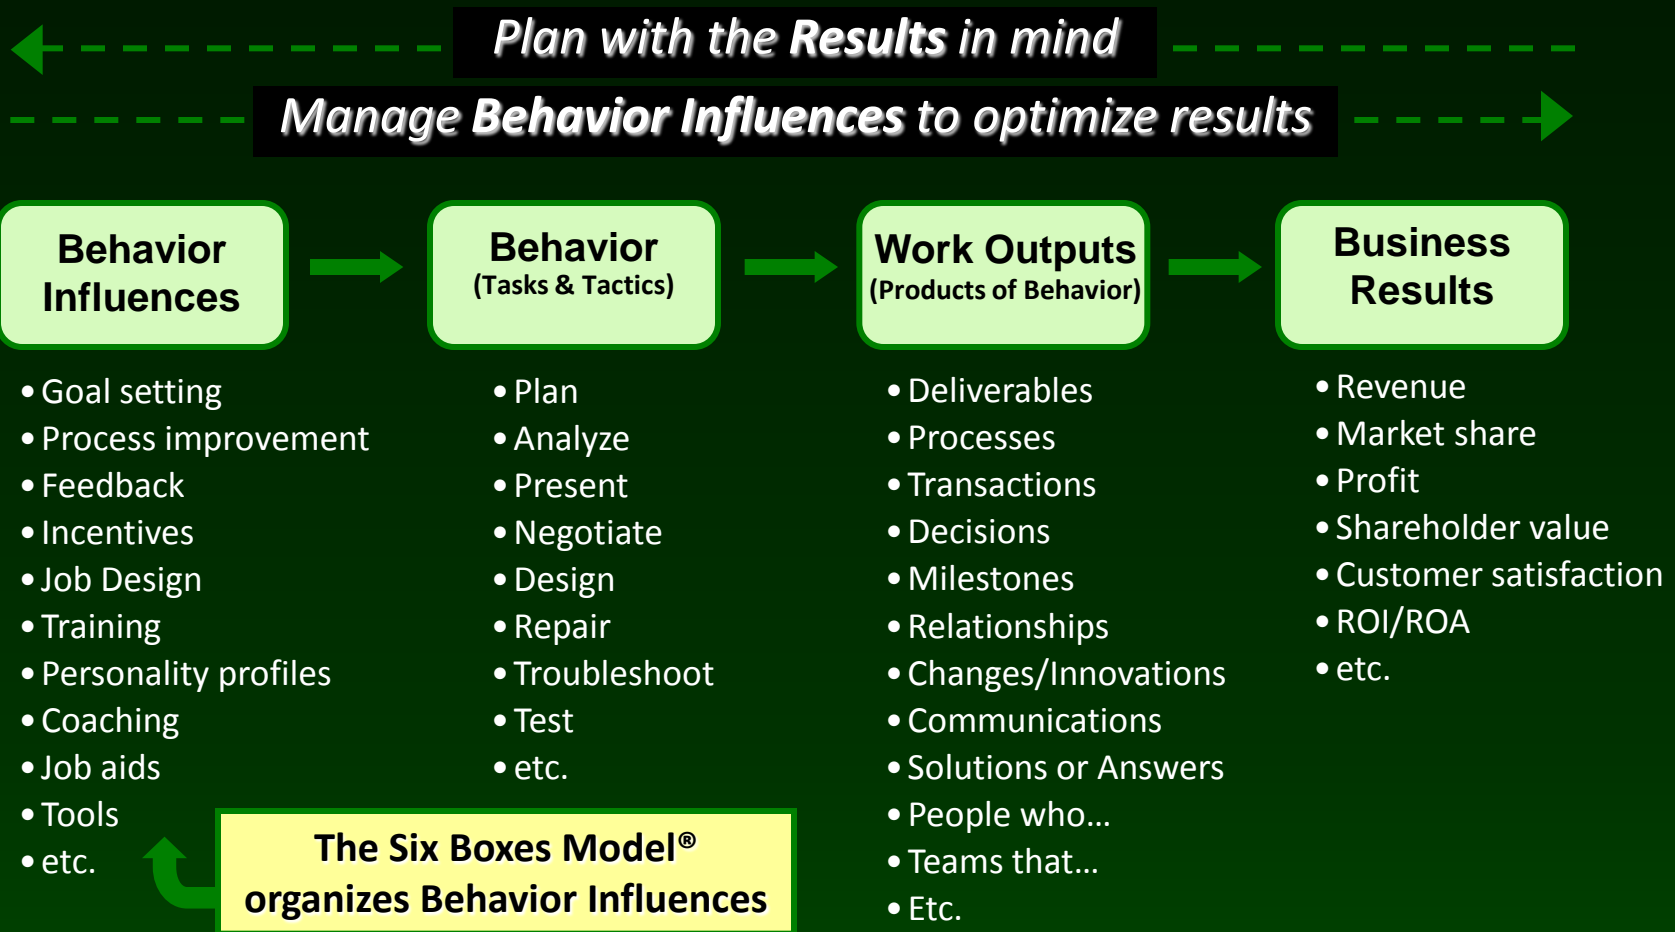 Plan with the Results in mind
Manage Behavior Influences to optimize results
Behavior
Influences
• Goal setting
• Process improvement
• Feedback
• Incentives
• Job Design
• Training
• Personality profiles
• Coaching
• Job aids
• Tools
• etc.
Behavior
(Tasks & Tactics)
• Plan
• Analyze
• Present
• Negotiate
• Design
• Repair
• Troubleshoot
• Test
• etc.
Work Outputs
(Products of Behavior)
• Deliverables
• Processes
• Transactions
• Decisions
• Milestones
• Relationships
• Changes/Innovations
• Communications
• Solutions or Answers
• People who…
• Teams that…
• Etc.
Business
Results
• Revenue
• Market share
• Profit
• Shareholder value
• Customer satisfaction
• ROI/ROA
• etc.
The Six Boxes Model®
organizes Behavior Influences